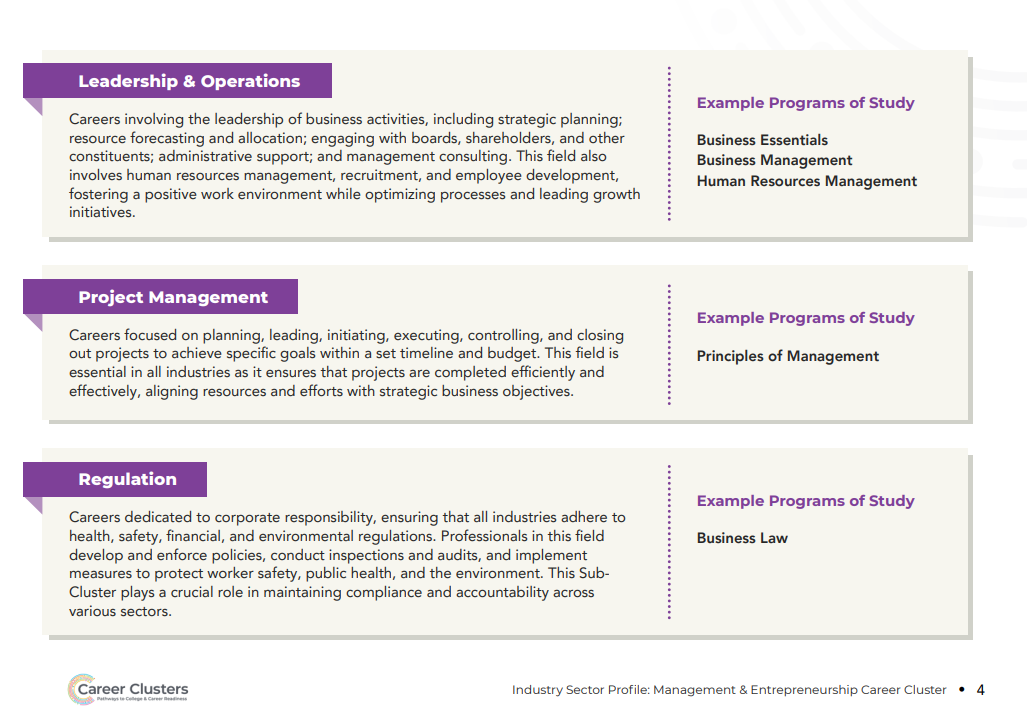 Leadership & Operations
Careers involving the leadership of business activities, including strategic planning;
resource forecasting and allocation; engaging with boards, shareholders, and other
constituents; administrative support; and management consulting. This field also
involves human resources management, recruitment, and employee development,
fostering a positive work environment while optimizing processes and leading growth
initiatives.
Example Programs of Study
Business Essentials
Business Management
Human Resources Management
Project Management
Careers focused on planning, leading, initiating, executing, controlling, and closing
out projects to achieve specific goals within a set timeline and budget. This field is
essential in all industries as it ensures that projects are completed efficiently and
effectively, aligning resources and efforts with strategic business objectives.
Example Programs of Study
Principles of Management
Regulation
Careers dedicated to corporate responsibility, ensuring that all industries adhere to
health, safety, financial, and environmental regulations. Professionals in this field
develop and enforce policies, conduct inspections and audits, and implement
measures to protect worker safety, public health, and the environment. This Sub-
Cluster plays a crucial role in maintaining compliance and accountability across
various sectors.
Example Programs of Study
Business Law
Career Clusters
Pathways to College & Career Readiness
Industry Sector Profile: Management & Entrepreneurship Career Cluster • 4